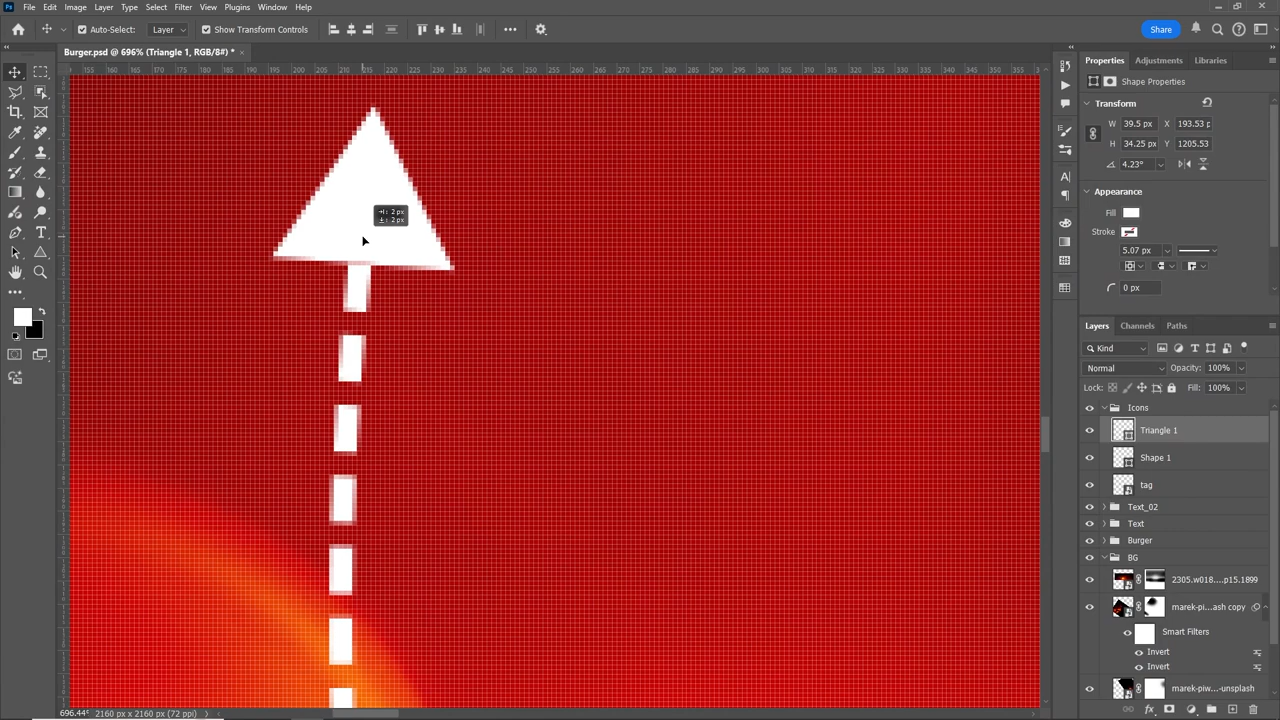 File Edit Image Layer Type Select Filter View Plugins Window Help
Auto-Select: Layer Show Transform Controls Share
Burger.psd @ 696% (Triangle 1, RGB/8#) * ×
155 160 165 170 175 180 185 190 195 200 205 210 215 220 225 230 235 240 245 250 255 260 265 270 275 280 285 290 295 300 305 310 315 320 325 330 335 340 345 350 355
: 2 px
: 2 px
Properties Adjustments Libraries
Shape Properties
Transform
W 39.5 px X 193.53 p
H 34.25 px Y 1205.53
4.23°
Appearance
Fill
Stroke
5.07 px
0 px
Layers Channels Paths
Kind
Normal Opacity: 100%
Lock: Fill: 100%
Icons
Triangle 1
Shape 1
tag
Text_02
Text
Burger
BG
2305.w018....p15.1899
marek-pi...ash copy
Smart Filters
Invert
Invert
marek-piw...-unsplash
696.44% 2160 px x 2160 px (72 ppi)